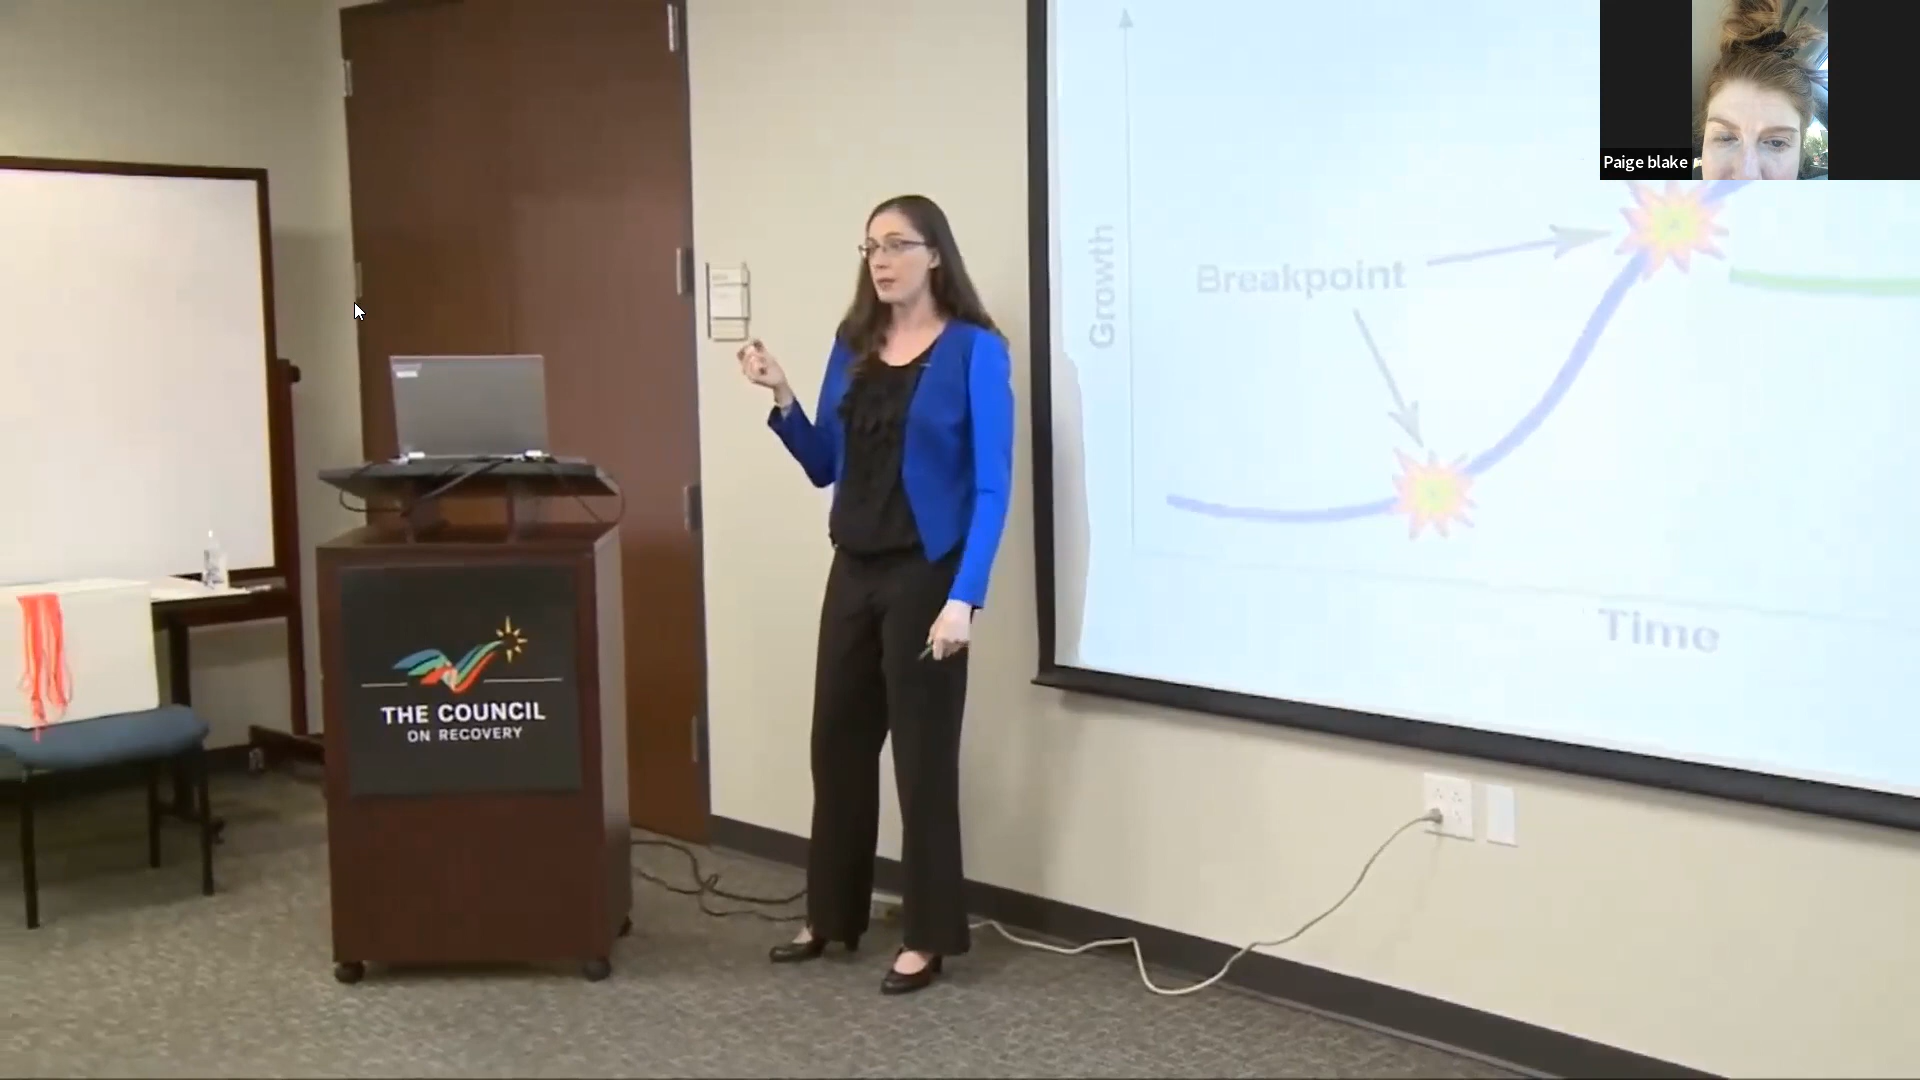 Paige blake
Growth
Breakpoint
Time
THE COUNCIL
ON RECOVERY